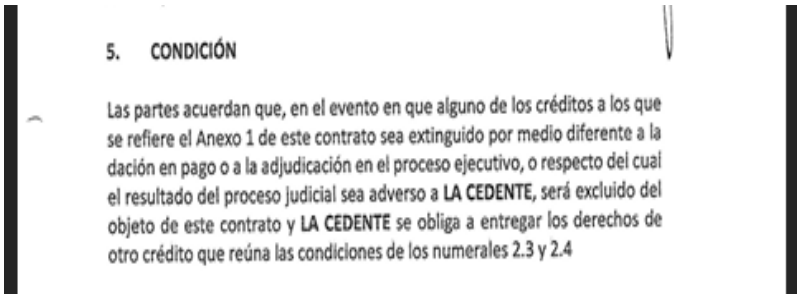 5. CONDICIÓN
Las partes acuerdan que, en el evento en que alguno de los créditos a los que
se refiere el Anexo 1 de este contrato sea extinguido por medio diferente a la
dación en pago o a la adjudicación en el proceso ejecutivo, o respecto del cual
el resultado del proceso judicial sea adverso a LA CEDENTE, será excluido del
objeto de este contrato y LA CEDENTE se obliga a entregar los derechos de
otro crédito que reúna las condiciones de los numerales 2.3 y 2.4